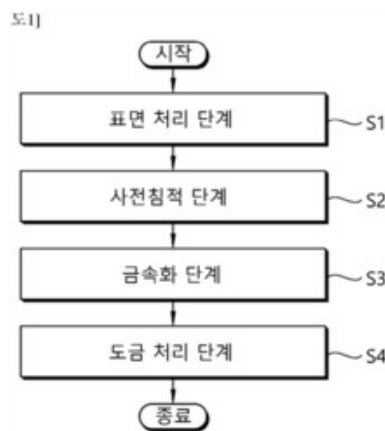 도1]
시작
표면 처리 단계
S1
사전침적 단계
S2
금속화 단계
S3
도금 처리 단계
S4
종료